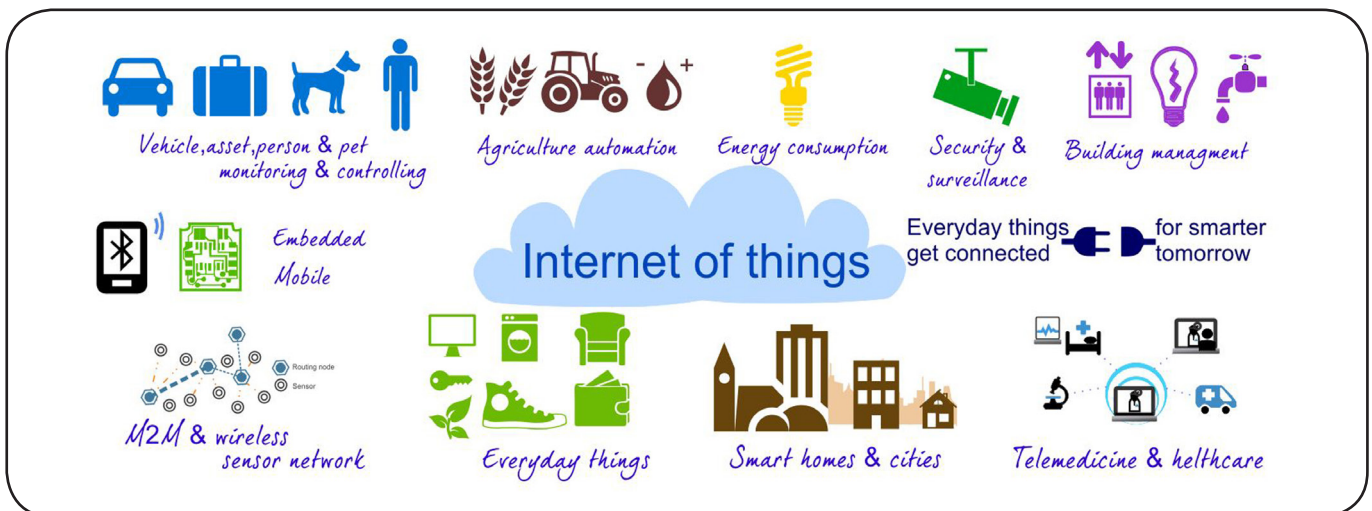 Vehicle,asset,person & pet
monitoring & controlling
Agriculture automation
- +
Energy consumption
Security &
surveillance
Building managment
Embedded
Mobile
Internet of things
Everyday things
get connected
for smarter
tomorrow
Routing node
Sensor
M2M & wireless
sensor network
Everyday things
Smart homes & cities
Telemedicine & helthcare